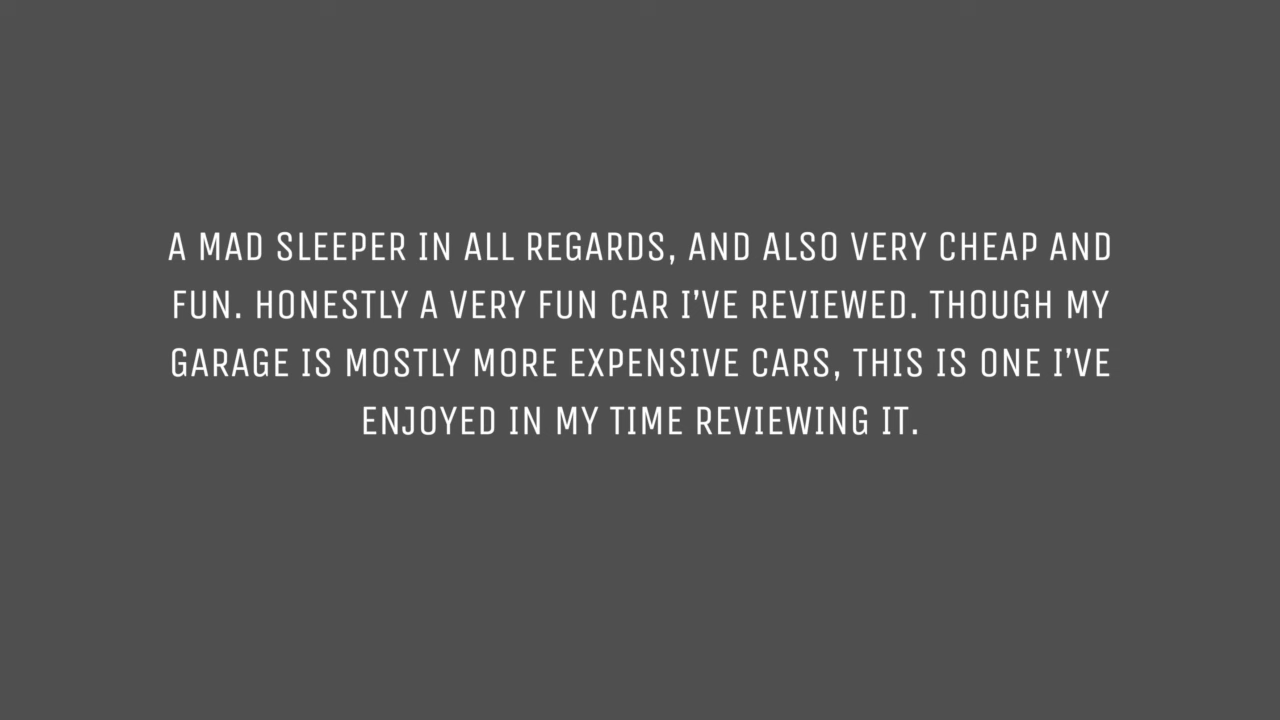 A MAD SLEEPER IN ALL REGARDS, AND ALSO VERY CHEAP AND
FUN. HONESTLY A VERY FUN CAR I’VE REVIEWED. THOUGH MY
GARAGE IS MOSTLY MORE EXPENSIVE CARS, THIS IS ONE I’VE
ENJOYED IN MY TIME REVIEWING IT.